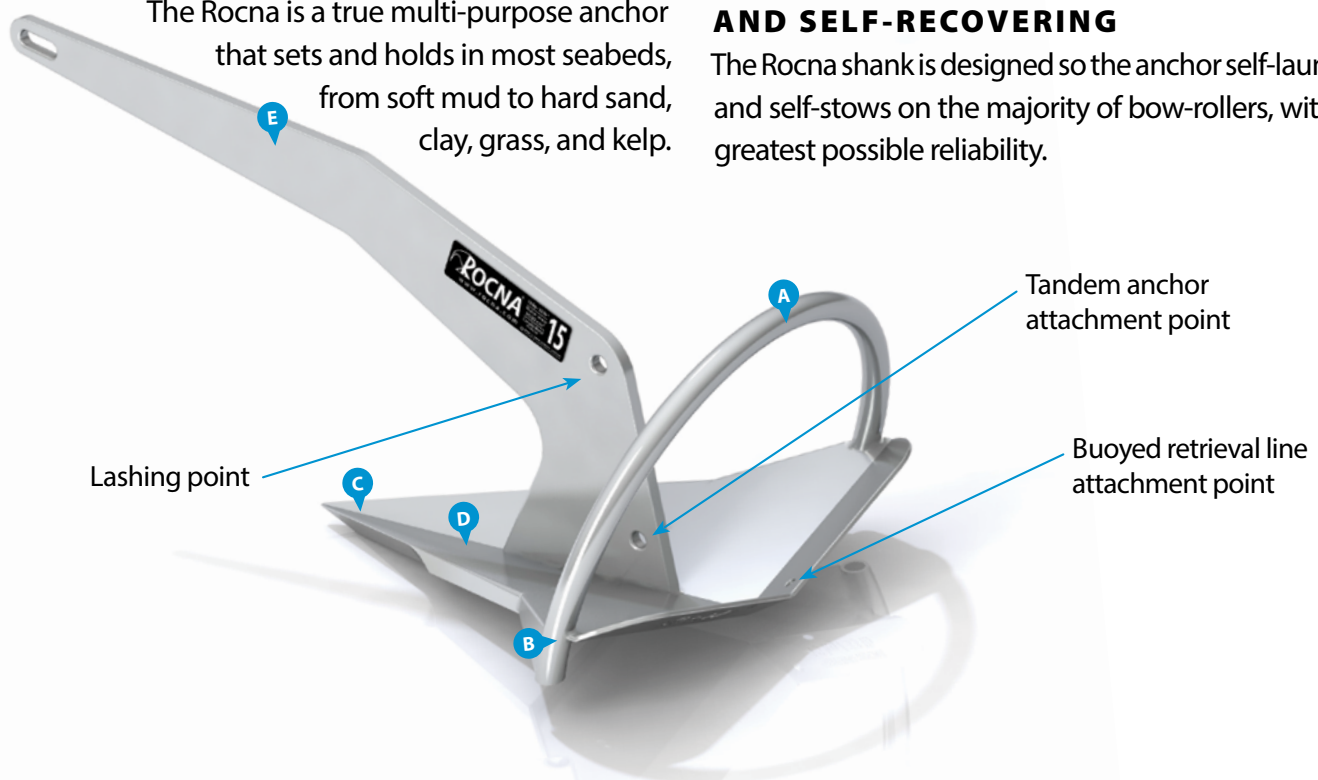 The Rocna is a true multi-purpose anchor
that sets and holds in most seabeds,
from soft mud to hard sand,
clay, grass, and kelp.
AND SELF-RECOVERING
The Rocna shank is designed so the anchor self-laun
and self-stows on the majority of bow-rollers, wit
greatest possible reliability.
E
ROCNA
www.rocna.com
15
A
Tandem anchor
attachment point
Lashing point
C
D
Buoyed retrieval line
attachment point
B